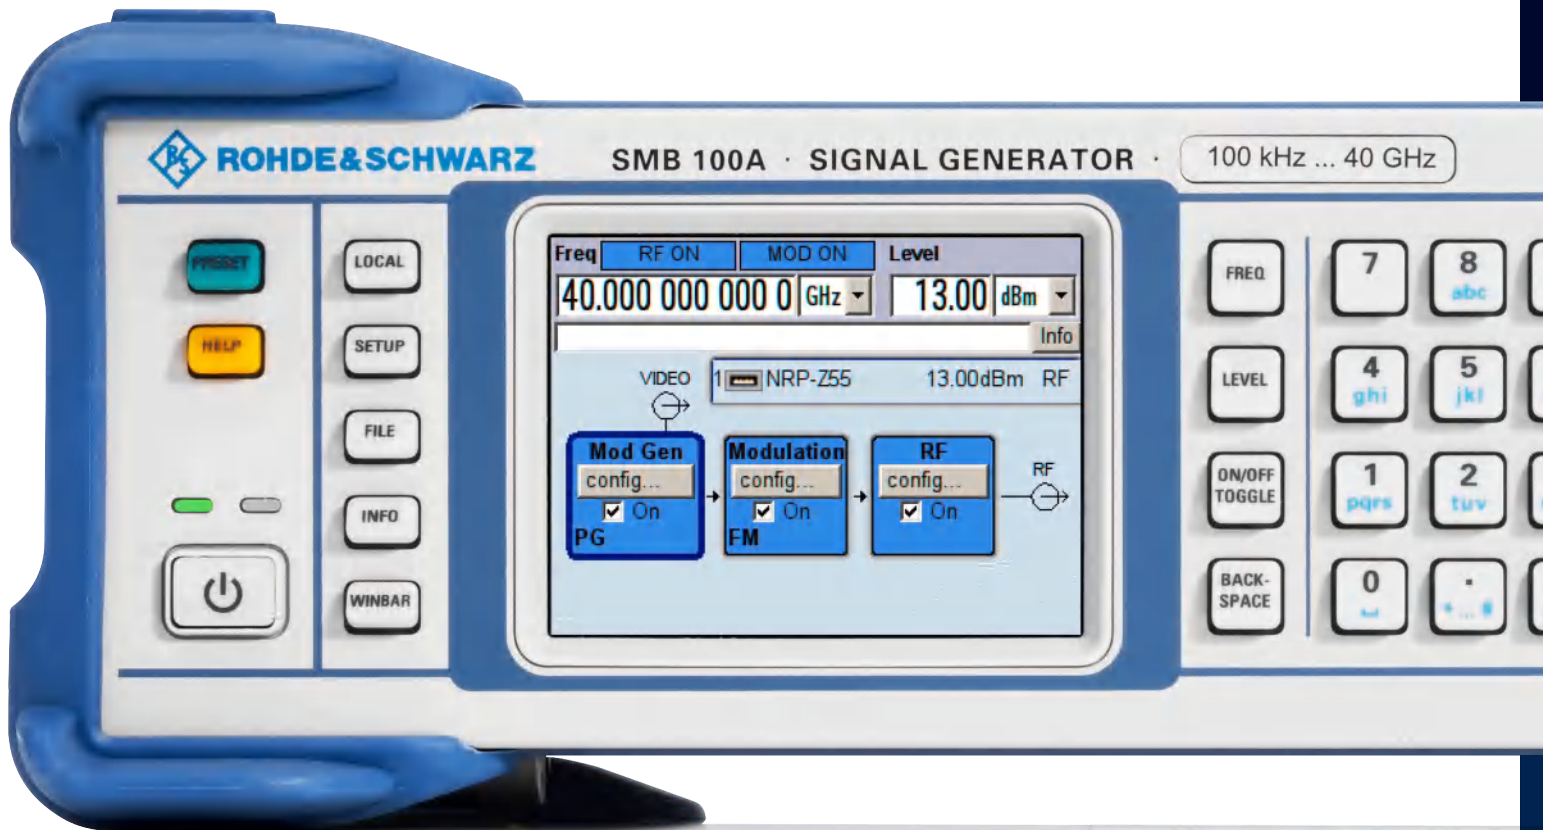 ROHDE&SCHWARZ
SMB 100A · SIGNAL GENERATOR ·
100 kHz ... 40 GHz
PRESET
HELP
LOCAL
SETUP
FILE
INFO
WINBAR
Freq RF ON MOD ON Level
40.000 000 000 0 GHz 13.00 dBm
Info
VIDEO
1 NRP-Z55 13.00dBm RF
Mod Gen
config...
On
PG
Modulation
config...
On
FM
RF
config...
On
RF
FREQ
LEVEL
ON/OFF
TOGGLE
BACK-
SPACE
7
8
abc
4
ghi
5
jkl
1
pqrs
2
tuv
0
.